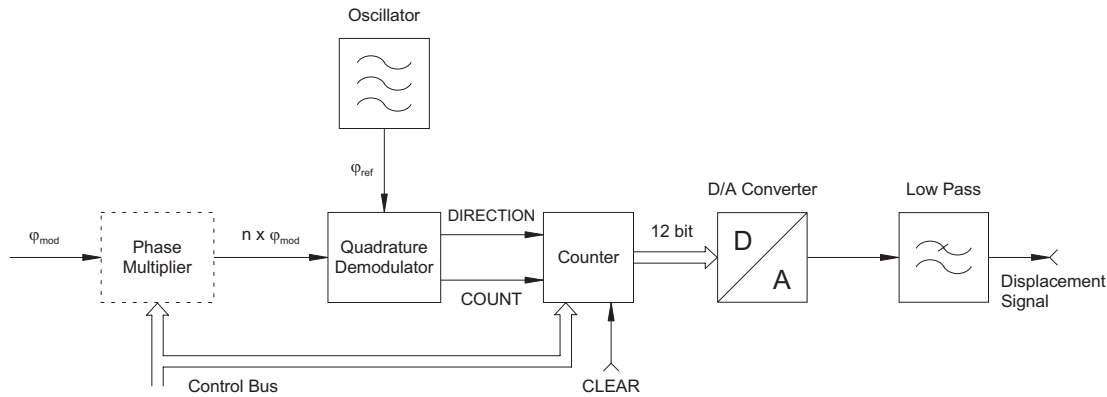 Oscillator
φref
D/A Converter
Low Pass
φmod
Phase
Multiplier
n x φmod
Quadrature
Demodulator
DIRECTION
COUNT
Counter
12 bit
D
A
Displacement
Signal
Control Bus
CLEAR